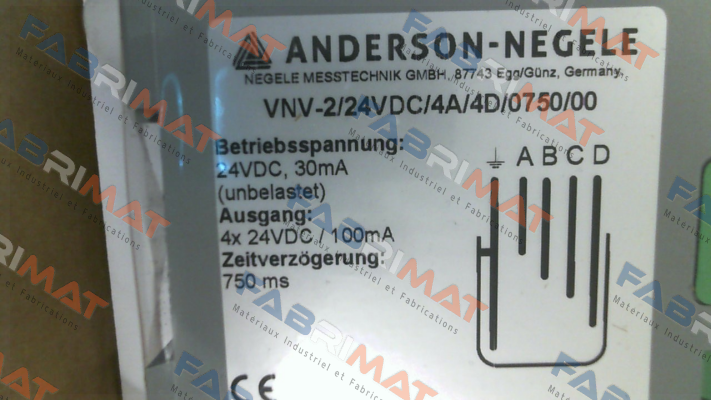 ANDERSON-NEGELE
NEGELE MESSTECHNIK GMBH, 87743 Egg/Günz, Germany
VNV-2/24VDC/4A/4D/0750/00
Betriebsspannung:
24VDC, 30mA
(unbelastet)
Ausgang:
4x 24VDC / 100mA
Zeitverzögerung:
750 ms
A B C D
CE
FABRIMAT
Matériaux Industriel et Fabrications